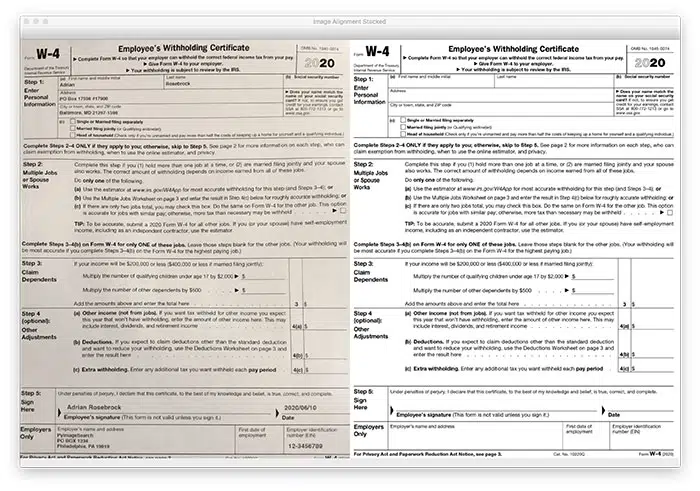 Image Alignment Stacked
Form W-4
Department of the Treasury
Internal Revenue Service
Employee's Withholding Certificate
▶ Complete Form W-4 so that your employer can withhold the correct federal income tax from your pay.
▶ Give Form W-4 to your employer.
▶ Your withholding is subject to review by the IRS.
OMB No. 1545-0074
2020
Step 1:
Enter
Personal
Information
(a) First name and middle initial
Adrian
Last name
Rosebrock
(b) Social security number
Address
PO Box 17598 #17900
City or town, state, and ZIP code
Baltimore, MD 21297-1598
▶ Does your name match the
name on your social security
card? If not, to ensure you get
credit for your earnings, contact
SSA at 800-772-1213 or go to
www.ssa.gov.
(c) Single or Married filing separately
Married filing jointly (or Qualifying widow(er))
Head of household (Check only if you're unmarried and pay more than half the costs of keeping up a home for yourself and a qualifying individual.)
Complete Steps 2–4 ONLY if they apply to you; otherwise, skip to Step 5. See page 2 for more information on each step, who can
claim exemption from withholding, when to use the online estimator, and privacy.
Step 2:
Multiple Jobs
or Spouse
Works
Complete this step if you (1) hold more than one job at a time, or (2) are married filing jointly and your spouse
also works. The correct amount of withholding depends on income earned from all of these jobs.
Do only one of the following.
(a) Use the estimator at www.irs.gov/W4App for most accurate withholding for this step (and Steps 3–4); or
(b) Use the Multiple Jobs Worksheet on page 3 and enter the result in Step 4(c) below for roughly accurate withholding; or
(c) If there are only two jobs total, you may check this box. Do the same on Form W-4 for the other job. This option
is accurate for jobs with similar pay; otherwise, more tax than necessary may be withheld . . ▶
TIP: To be accurate, submit a 2020 Form W-4 for all other jobs. If you (or your spouse) have self-employment
income, including as an independent contractor, use the estimator.
Complete Steps 3–4(b) on Form W-4 for only ONE of these jobs. Leave those steps blank for the other jobs. (Your withholding will
be most accurate if you complete Steps 3–4(b) on the Form W-4 for the highest paying job.)
Step 3:
Claim
Dependents
If your income will be $200,000 or less ($400,000 or less if married filing jointly):
Multiply the number of qualifying children under age 17 by $2,000 ▶ $
Multiply the number of other dependents by $500 . . . . ▶ $
Add the amounts above and enter the total here . . . . 3 $
Step 4
(optional):
Other
Adjustments
(a) Other income (not from jobs). If you want tax withheld for other income you expect
this year that won't have withholding, enter the amount of other income here. This may
include interest, dividends, and retirement income . . . . 4(a) $
(b) Deductions. If you expect to claim deductions other than the standard deduction
and want to reduce your withholding, use the Deductions Worksheet on page 3 and
enter the result here . . . . 4(b) $
(c) Extra withholding. Enter any additional tax you want withheld each pay period . 4(c) $
Step 5:
Sign
Here
Under penalties of perjury, I declare that this certificate, to the best of my knowledge and belief, is true, correct, and complete.
Adrian Rosebrock
2020/06/10
Employee's signature (This form is not valid unless you sign it.)
Date
Employers
Only
Employer's name and address
PyImageSearch
PO BOX 1234
Philadelphia, PA 19019
First date of
employment
Employer identification
number (EIN)
12-3456789
For Privacy Act and Paperwork Reduction Act Notice, see page 3.
Form W-4 (2020)
Form W-4
Department of the Treasury
Internal Revenue Service
Employee's Withholding Certificate
▶ Complete Form W-4 so that your employer can withhold the correct federal income tax from your pay.
▶ Give Form W-4 to your employer.
▶ Your withholding is subject to review by the IRS.
OMB No. 1545-0074
2020
Step 1:
Enter
Personal
Information
(a) First name and middle initial
Last name
(b) Social security number
Address
City or town, state, and ZIP code
▶ Does your name match the
name on your social security
card? If not, to ensure you get
credit for your earnings, contact
SSA at 800-772-1213 or go to
www.ssa.gov.
(c) Single or Married filing separately
Married filing jointly (or Qualifying widow(er))
Head of household (Check only if you're unmarried and pay more than half the costs of keeping up a home for yourself and a qualifying individual.)
Complete Steps 2–4 ONLY if they apply to you; otherwise, skip to Step 5. See page 2 for more information on each step, who can
claim exemption from withholding, when to use the online estimator, and privacy.
Step 2:
Multiple Jobs
or Spouse
Works
Complete this step if you (1) hold more than one job at a time, or (2) are married filing jointly and your spouse
also works. The correct amount of withholding depends on income earned from all of these jobs.
Do only one of the following.
(a) Use the estimator at www.irs.gov/W4App for most accurate withholding for this step (and Steps 3–4); or
(b) Use the Multiple Jobs Worksheet on page 3 and enter the result in Step 4(c) below for roughly accurate withholding; or
(c) If there are only two jobs total, you may check this box. Do the same on Form W-4 for the other job. This option
is accurate for jobs with similar pay; otherwise, more tax than necessary may be withheld . . ▶
TIP: To be accurate, submit a 2020 Form W-4 for all other jobs. If you (or your spouse) have self-employment
income, including as an independent contractor, use the estimator.
Complete Steps 3–4(b) on Form W-4 for only ONE of these jobs. Leave those steps blank for the other jobs. (Your withholding will
be most accurate if you complete Steps 3–4(b) on the Form W-4 for the highest paying job.)
Step 3:
Claim
Dependents
If your income will be $200,000 or less ($400,000 or less if married filing jointly):
Multiply the number of qualifying children under age 17 by $2,000 ▶ $
Multiply the number of other dependents by $500 . . . . ▶ $
Add the amounts above and enter the total here . . . . 3 $
Step 4
(optional):
Other
Adjustments
(a) Other income (not from jobs). If you want tax withheld for other income you expect
this year that won't have withholding, enter the amount of other income here. This may
include interest, dividends, and retirement income . . . . 4(a) $
(b) Deductions. If you expect to claim deductions other than the standard deduction
and want to reduce your withholding, use the Deductions Worksheet on page 3 and
enter the result here . . . . 4(b) $
(c) Extra withholding. Enter any additional tax you want withheld each pay period . 4(c) $
Step 5:
Sign
Here
Under penalties of perjury, I declare that this certificate, to the best of my knowledge and belief, is true, correct, and complete.
Employee's signature (This form is not valid unless you sign it.)
Date
Employers
Only
Employer's name and address
First date of
employment
Employer identification
number (EIN)
For Privacy Act and Paperwork Reduction Act Notice, see page 3.
Cat. No. 10220Q
Form W-4 (2020)